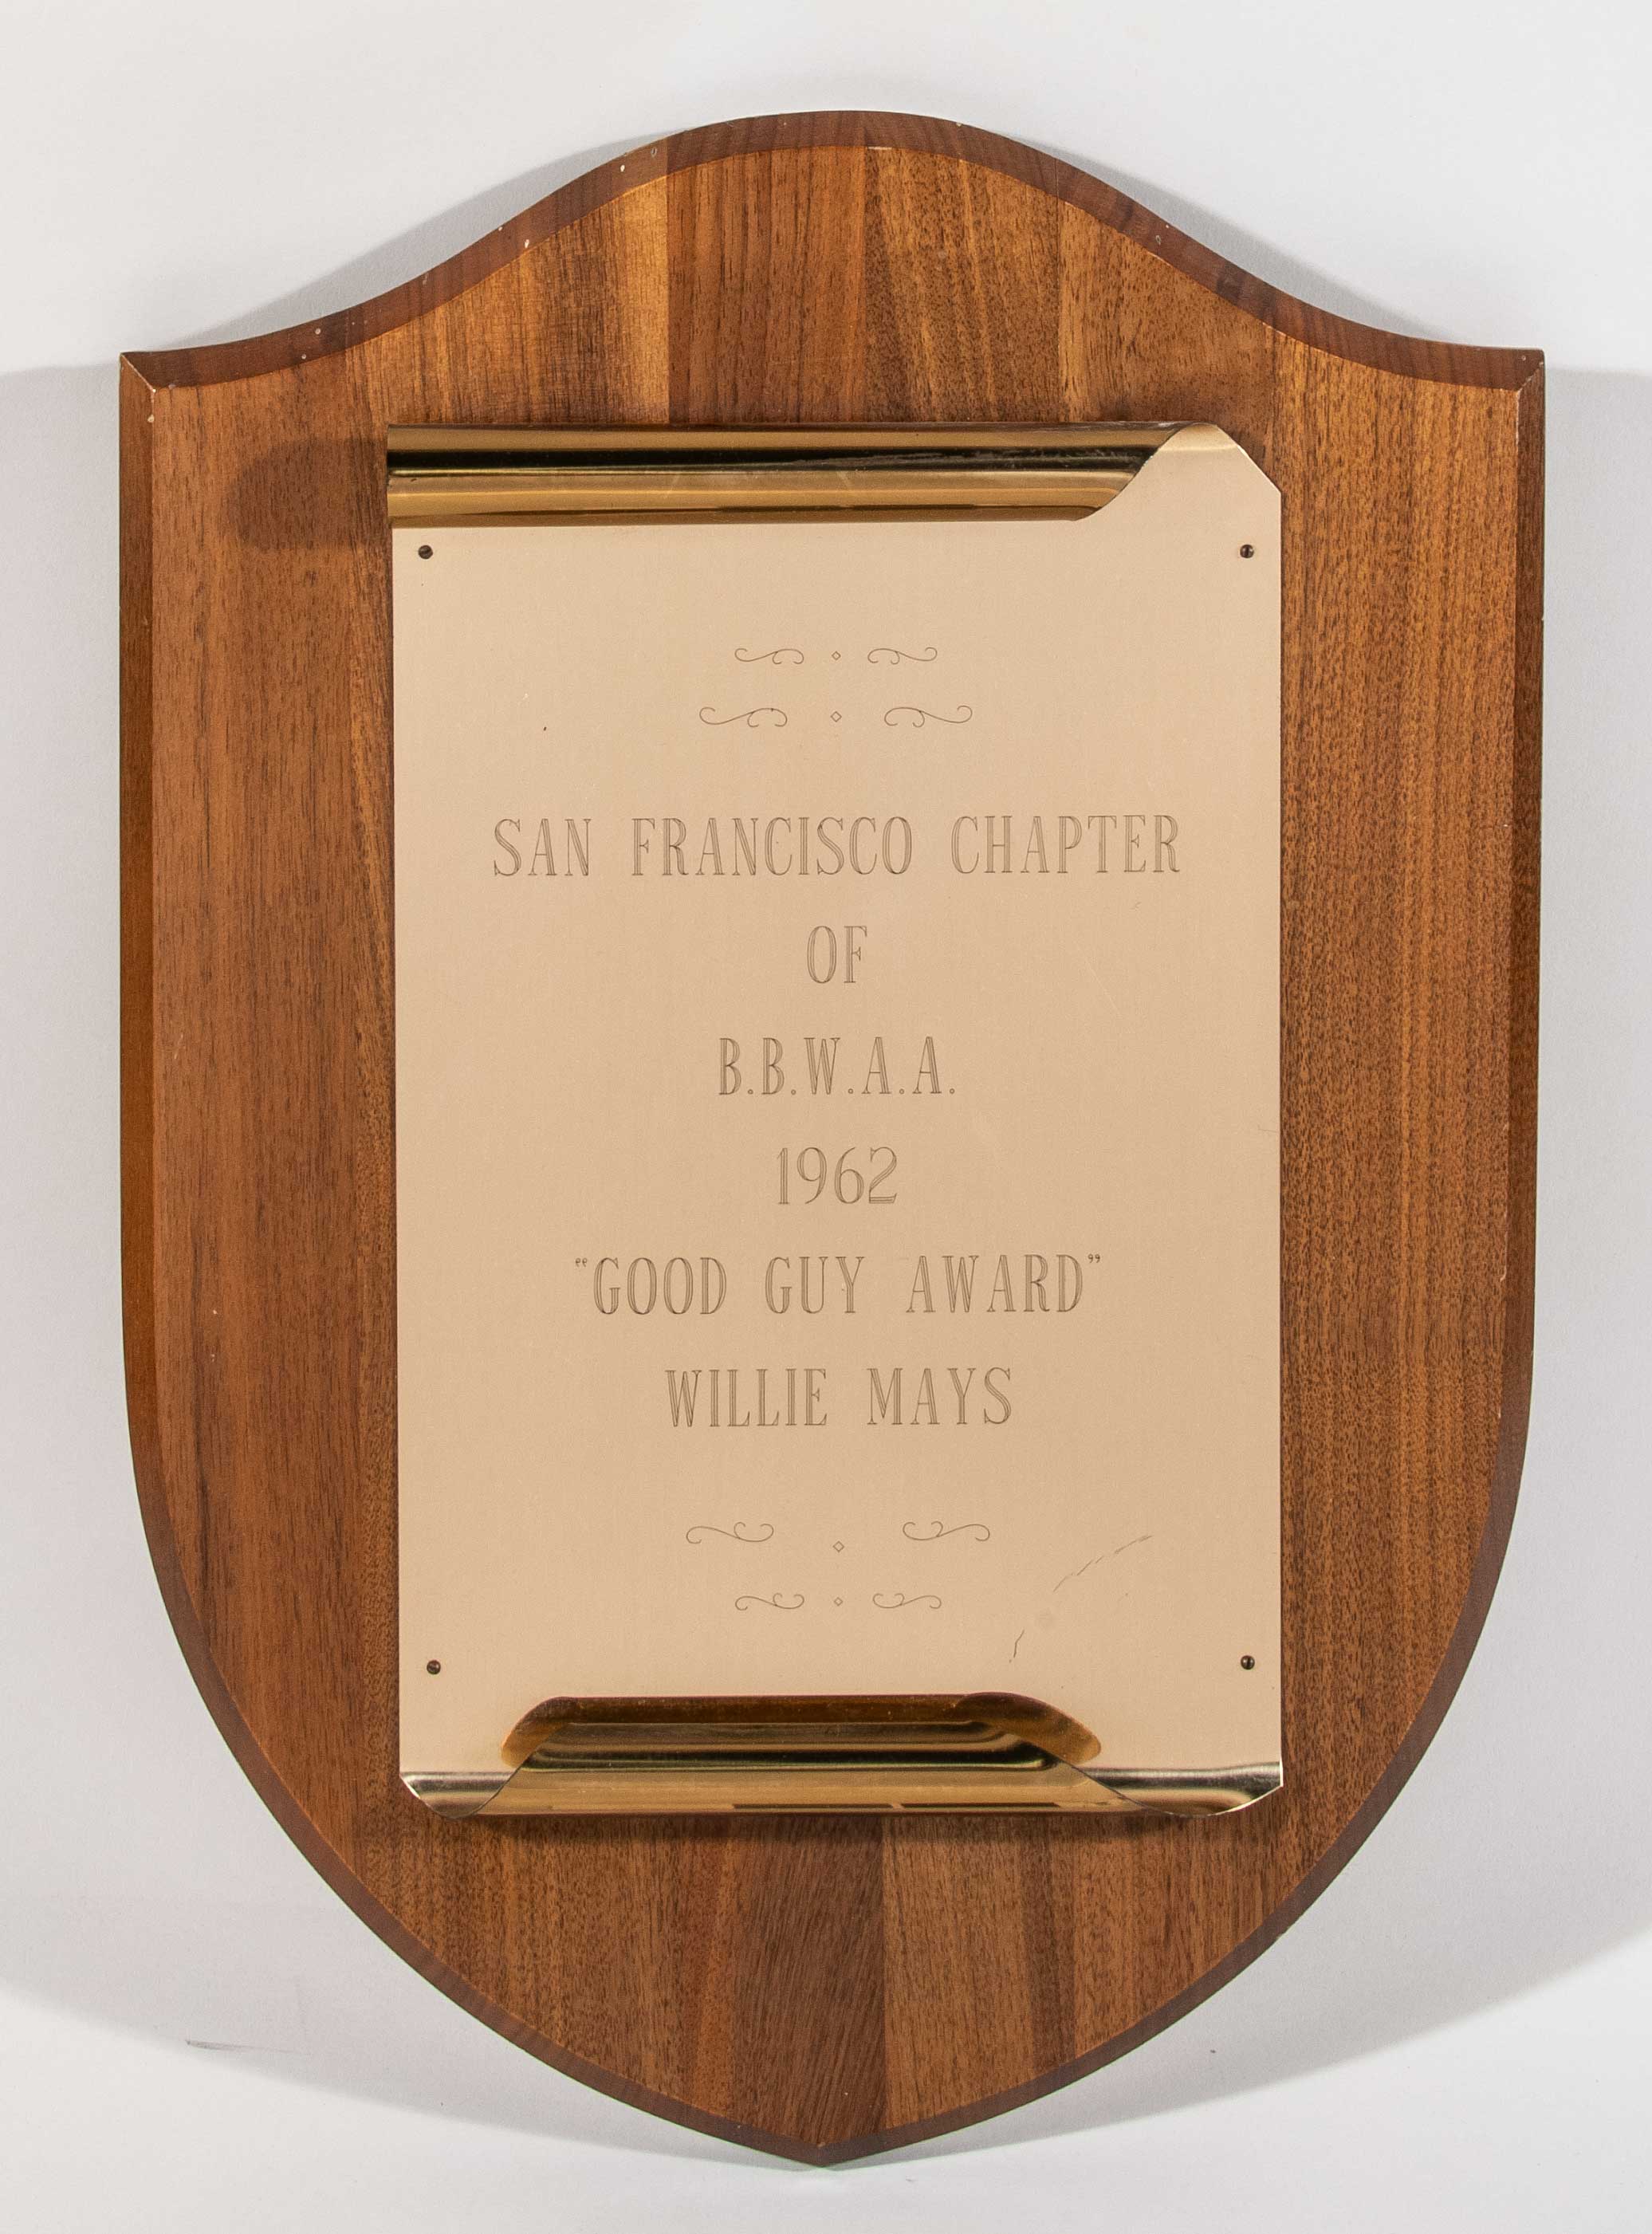 SAN FRANCISCO CHAPTER
OF
B.B.W.A.A.
1962
“GOOD GUY AWARD”
WILLIE MAYS